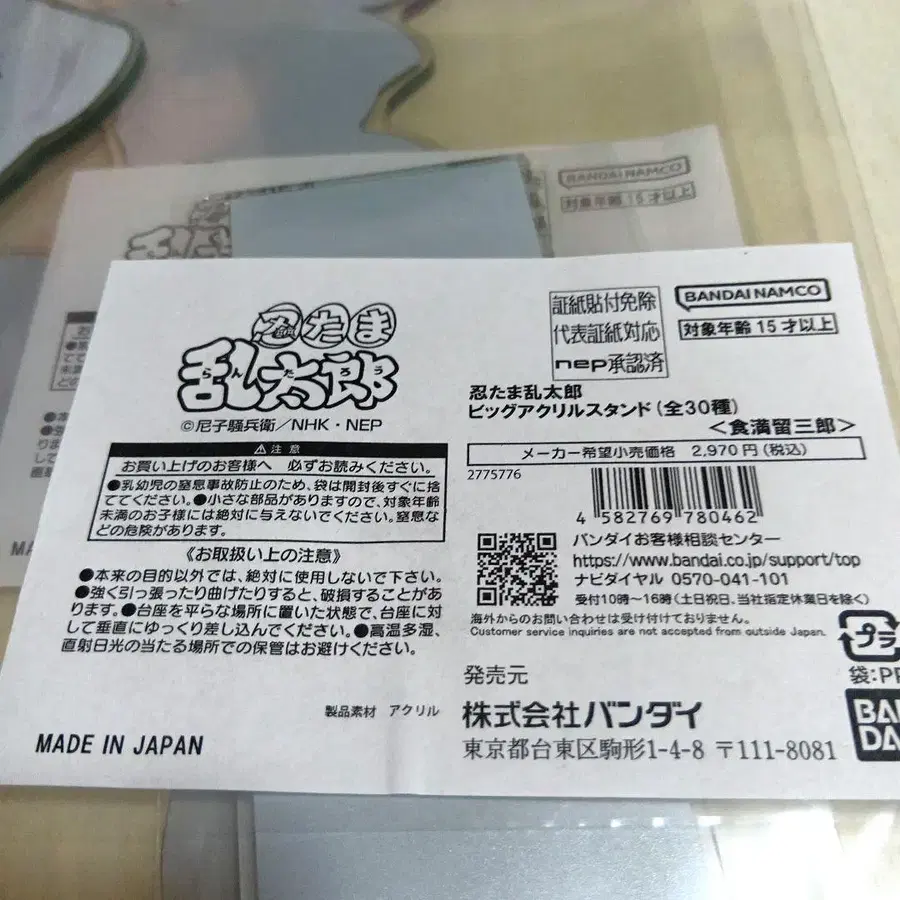 BANDAI NAMCO
対象年齢 15才以上
忍たま
乱太郎
らんたろう
©尼子騒兵衛/NHK・NEP
⚠注意
お買い上げのお客様へ 必ずお読みください。
●乳幼児の窒息事故防止のため、袋は開封後すぐに捨
ててください。●小さな部品がありますので、対象年齢
未満のお子様には絶対に与えないでください。窒息な
どの危険があります。
《お取扱い上の注意》
●本来の目的以外では、絶対に使用しないで下さい。
●強く引っ張ったり曲げたりすると、破損することがあ
ります。●台座を平らな場所に置いた状態で、台座に対
して垂直にゆっくり差し込んでください。●高温多湿、
直射日光の当たる場所での保管はお避けください。
製品素材 アクリル
MADE IN JAPAN
証紙貼付免除
代表証紙対応
nep承認済
BANDAI NAMCO
対象年齢 15才以上
忍たま乱太郎
ビッグアクリルスタンド(全30種)
<食満留三郎>
メーカー希望小売価格 2,970円(税込)
2775776
4 582769 780462
バンダイお客様相談センター
https://www.bandai.co.jp/support/top
ナビダイヤル 0570-041-101
受付10時～16時(土日祝日、当社指定休業日を除く)
海外からのお問い合わせは受け付けておりません。
Customer service inquiries are not accepted from outside Japan.
プラ
袋:PP
発売元
株式会社バンダイ
東京都台東区駒形1-4-8 〒111-8081
BAN
DA